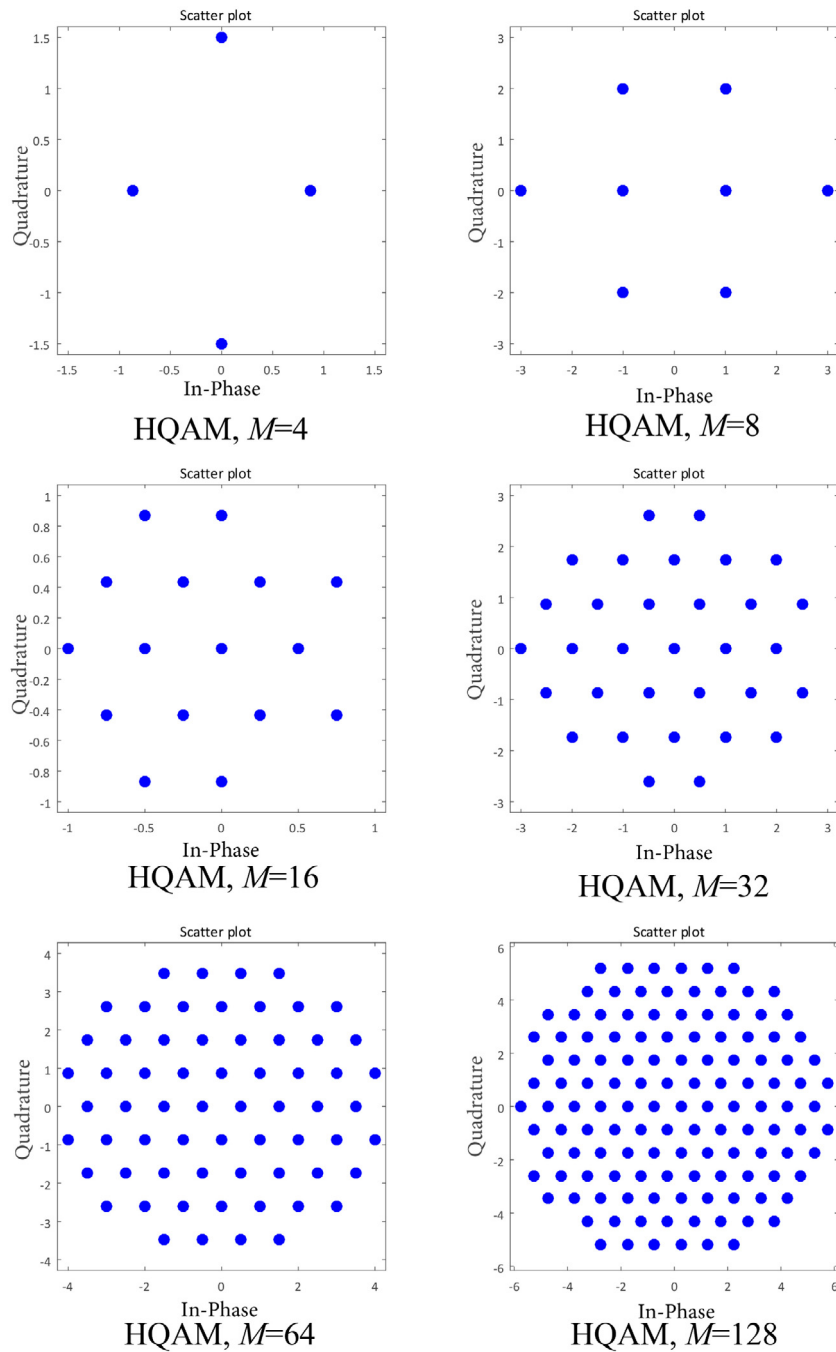 Scatter plot
1.5
1
0.5
0
-0.5
-1
-1.5
Quadrature
-1.5 -1 -0.5 0 0.5 1 1.5
In-Phase
HQAM, M=4
Scatter plot
3
2
1
0
-1
-2
-3
Quadrature
-3 -2 -1 0 1 2 3
In-Phase
HQAM, M=8
Scatter plot
1
0.8
0.6
0.4
0.2
0
-0.2
-0.4
-0.6
-0.8
-1
Quadrature
-1 -0.5 0 0.5 1
In-Phase
HQAM, M=16
Scatter plot
3
2
1
0
-1
-2
-3
Quadrature
-3 -2 -1 0 1 2 3
In-Phase
HQAM, M=32
Scatter plot
4
3
2
1
0
-1
-2
-3
-4
Quadrature
-4 -2 0 2 4
In-Phase
HQAM, M=64
Scatter plot
6
4
2
0
-2
-4
-6
Quadrature
-6 -4 -2 0 2 4 6
In-Phase
HQAM, M=128